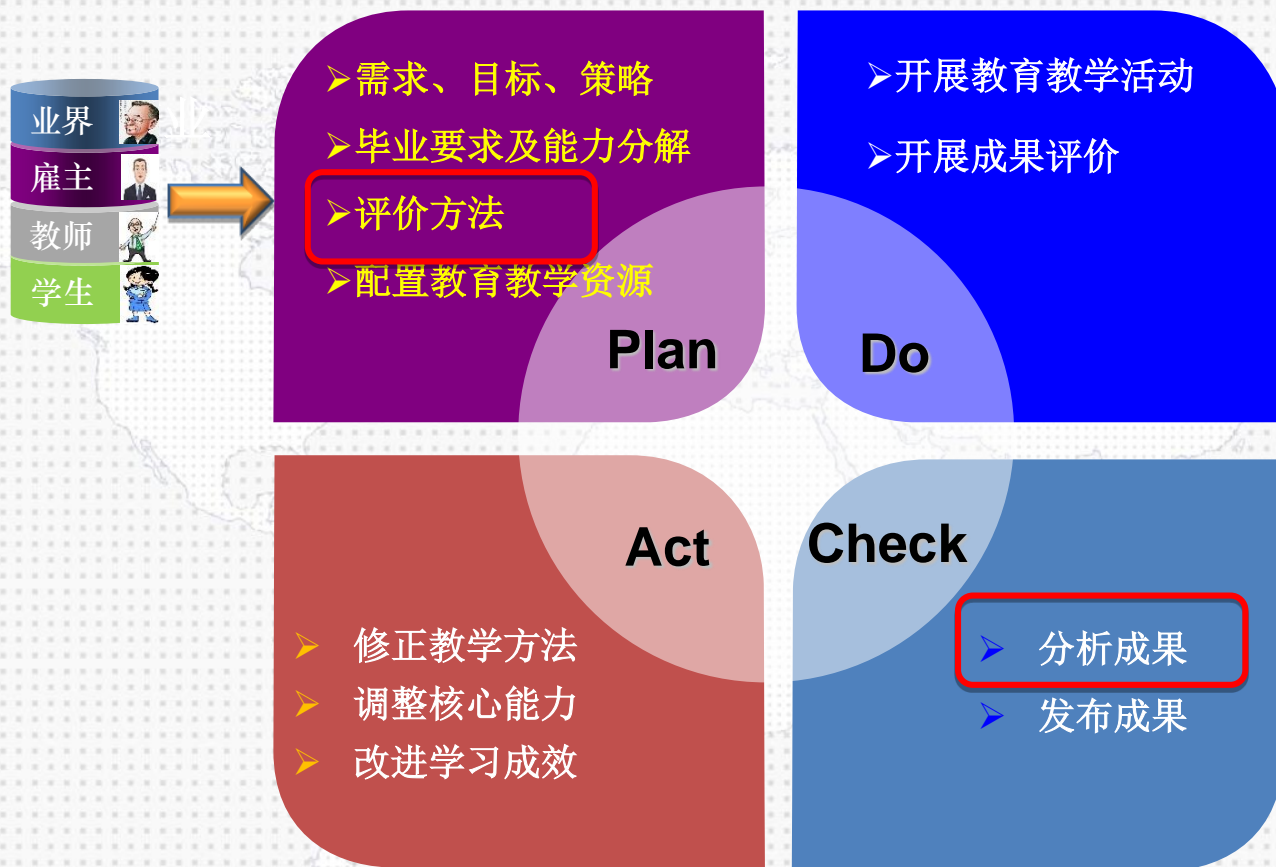 业界
雇主
教师
学生
➢需求、目标、策略
➢毕业要求及能力分解
➢评价方法
➢配置教育教学资源
Plan
➢开展教育教学活动
➢开展成果评价
Do
Act
➢ 修正教学方法
➢ 调整核心能力
➢ 改进学习成效
Check
➢ 分析成果
➢ 发布成果